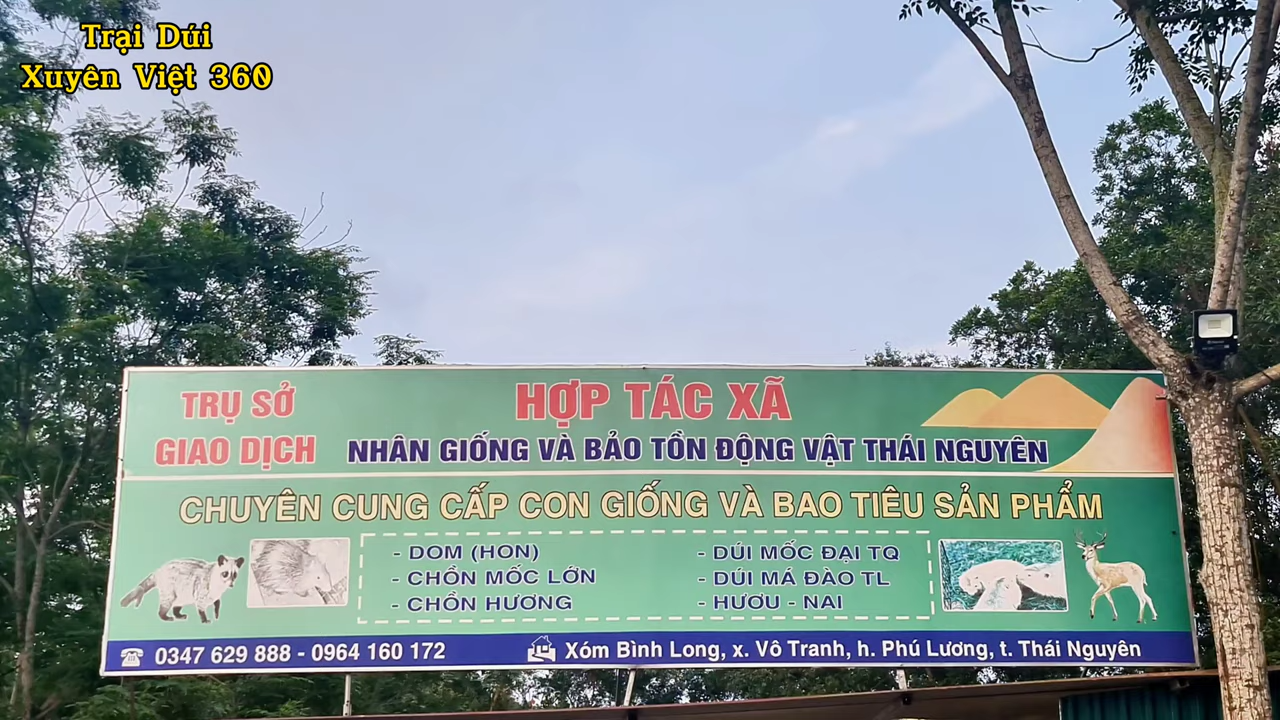 Trại Dúi
Xuyên Việt 360
TRỤ SỞ
GIAO DỊCH
HỢP TÁC XÃ
NHÂN GIỐNG VÀ BẢO TỒN ĐỘNG VẬT THÁI NGUYÊN
CHUYÊN CUNG CẤP CON GIỐNG VÀ BAO TIÊU SẢN PHẨM
- DOM (HON)
- CHỒN MỐC LỚN
- CHỒN HƯƠNG
- DÚI MỐC ĐẠI TQ
- DÚI MÁ ĐÀO TL
- HƯƠU - NAI
0347 629 888 - 0964 160 172
Xóm Bình Long, x. Vô Tranh, h. Phú Lương, t. Thái Nguyên